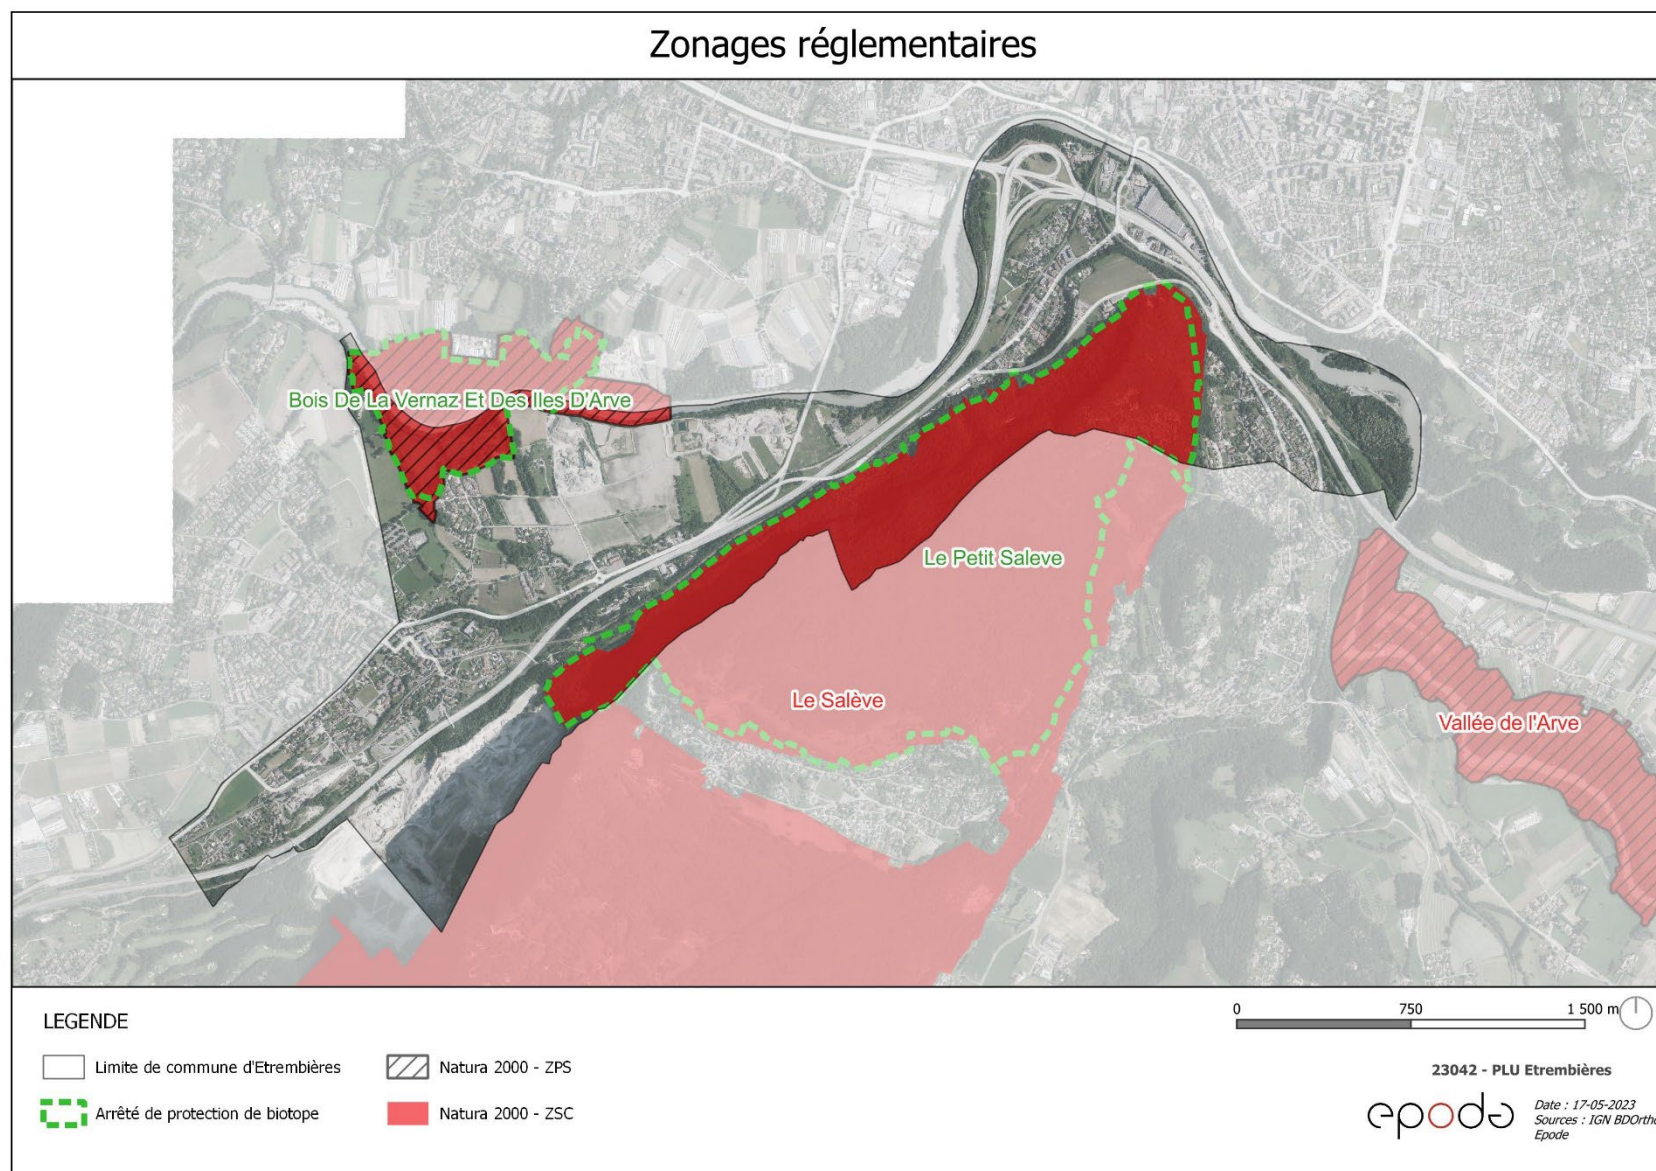 Zonages réglementaires
Bois De La Vernaz Et Des Iles D'Arve
Le Petit Saleve
Le Salève
Vallée de l'Arve
LEGENDE
Limite de commune d'Etrembières
Arrêté de protection de biotope
Natura 2000 - ZPS
Natura 2000 - ZSC
0 750 1 500 m
23042 - PLU Etrembières
epode
Date : 17-05-2023
Sources : IGN BDOrtho
Epode